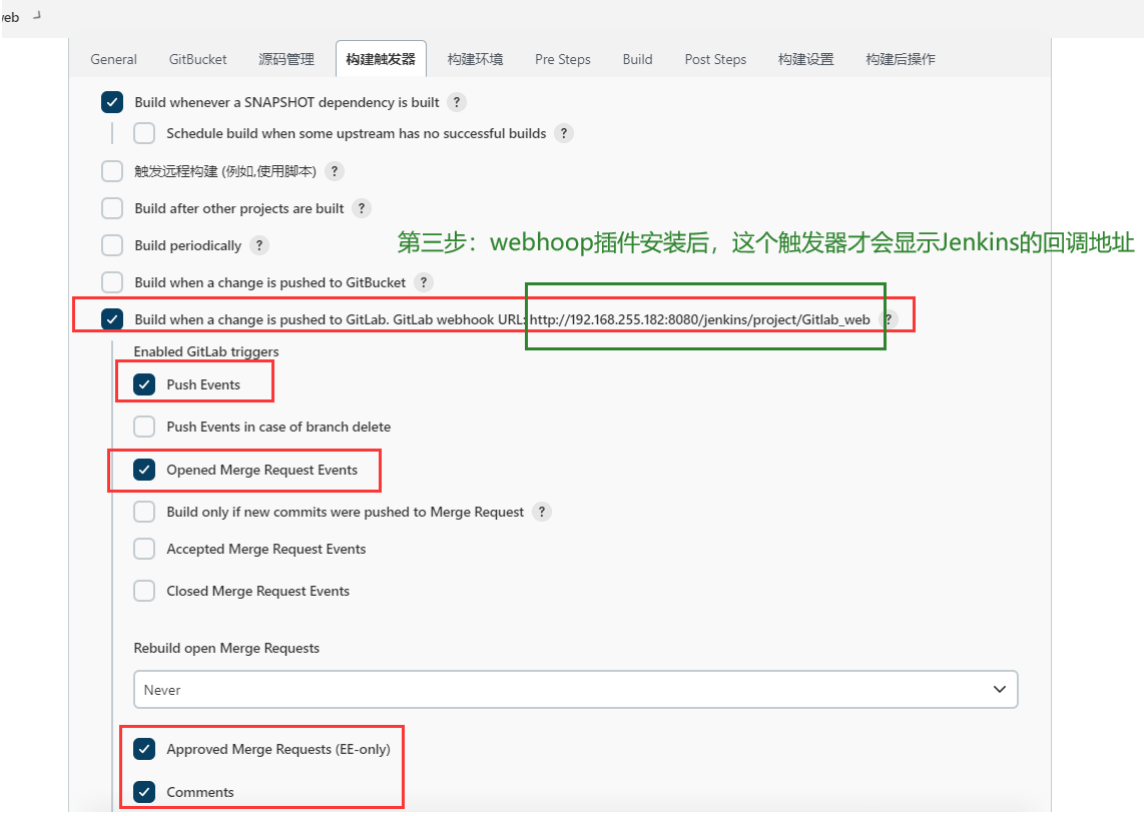 General GitBucket 源码管理 构建触发器 构建环境 Pre Steps Build Post Steps 构建设置 构建后操作
Build whenever a SNAPSHOT dependency is built ?
Schedule build when some upstream has no successful builds ?
触发远程构建 (例如,使用脚本) ?
Build after other projects are built ?
Build periodically ?
第三步：webhoop插件安装后，这个触发器才会显示Jenkins的回调地址
Build when a change is pushed to GitBucket ?
Build when a change is pushed to GitLab. GitLab webhook URL: http://192.168.255.182:8080/jenkins/project/Gitlab_web ?
Enabled GitLab triggers
Push Events
Push Events in case of branch delete
Opened Merge Request Events
Build only if new commits were pushed to Merge Request ?
Accepted Merge Request Events
Closed Merge Request Events
Rebuild open Merge Requests
Never
Approved Merge Requests (EE-only)
Comments